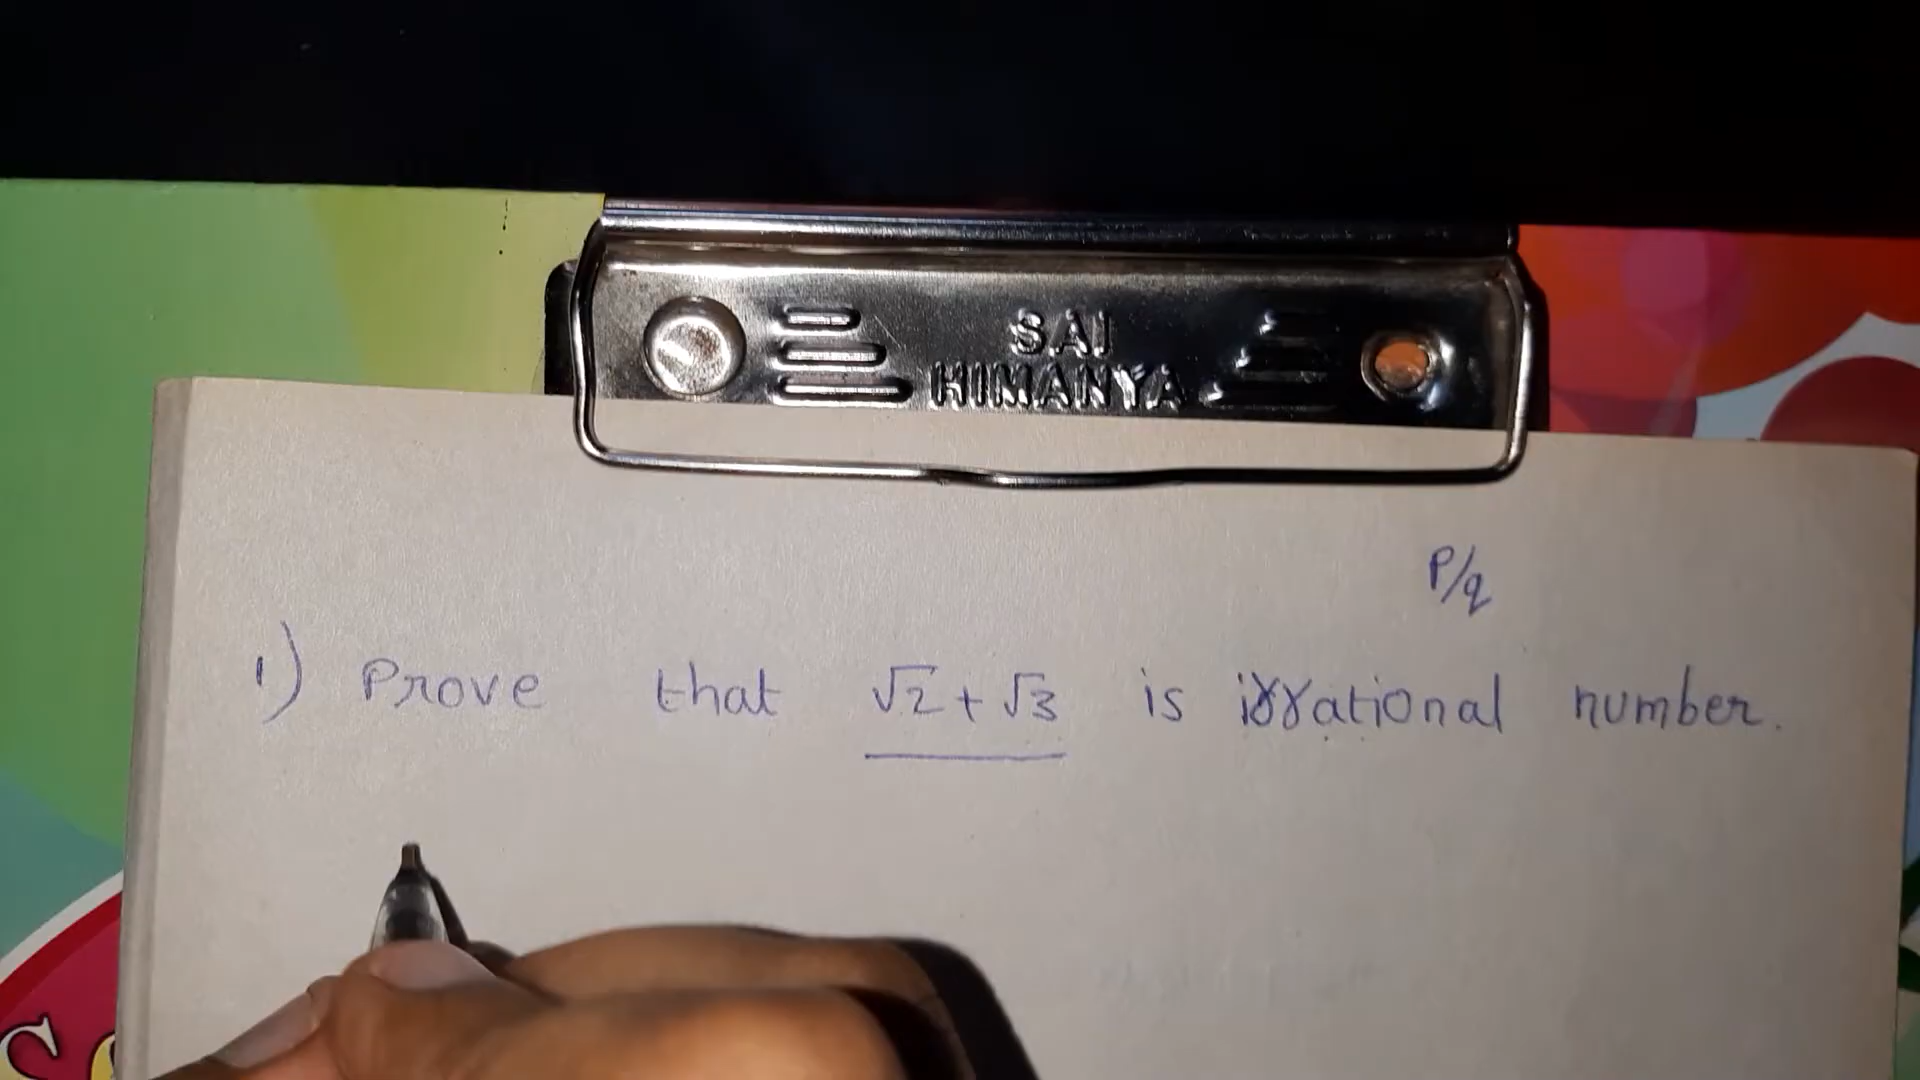 SAI
HIMANYA
P/q
1) Prove that √2 + √3 is irrational number.